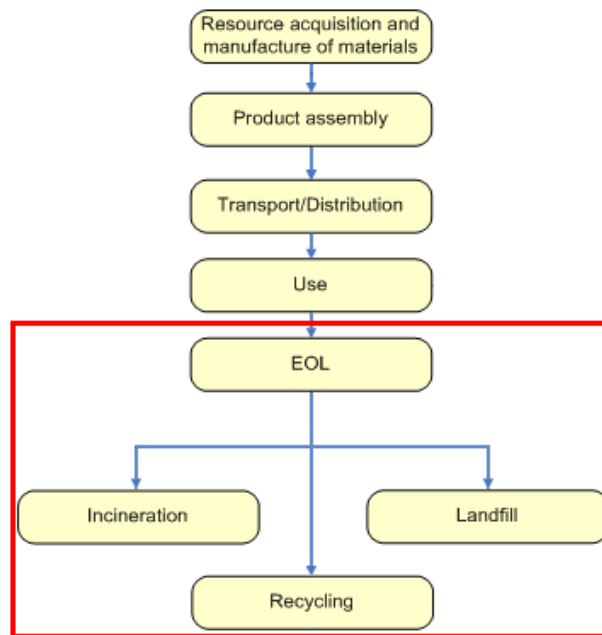 Resource acquisition and
manufacture of materials
Product assembly
Transport/Distribution
Use
EOL
Incineration
Landfill
Recycling